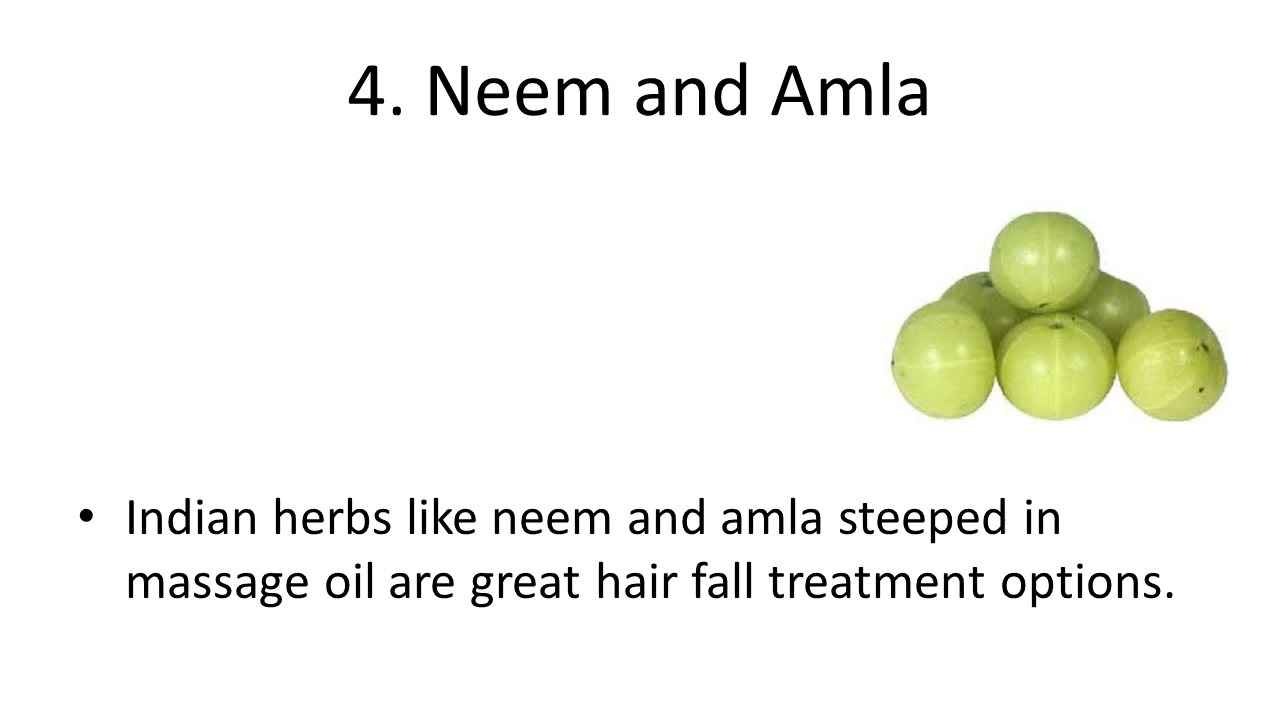 4. Neem and Amla
• Indian herbs like neem and amla steeped in
massage oil are great hair fall treatment options.